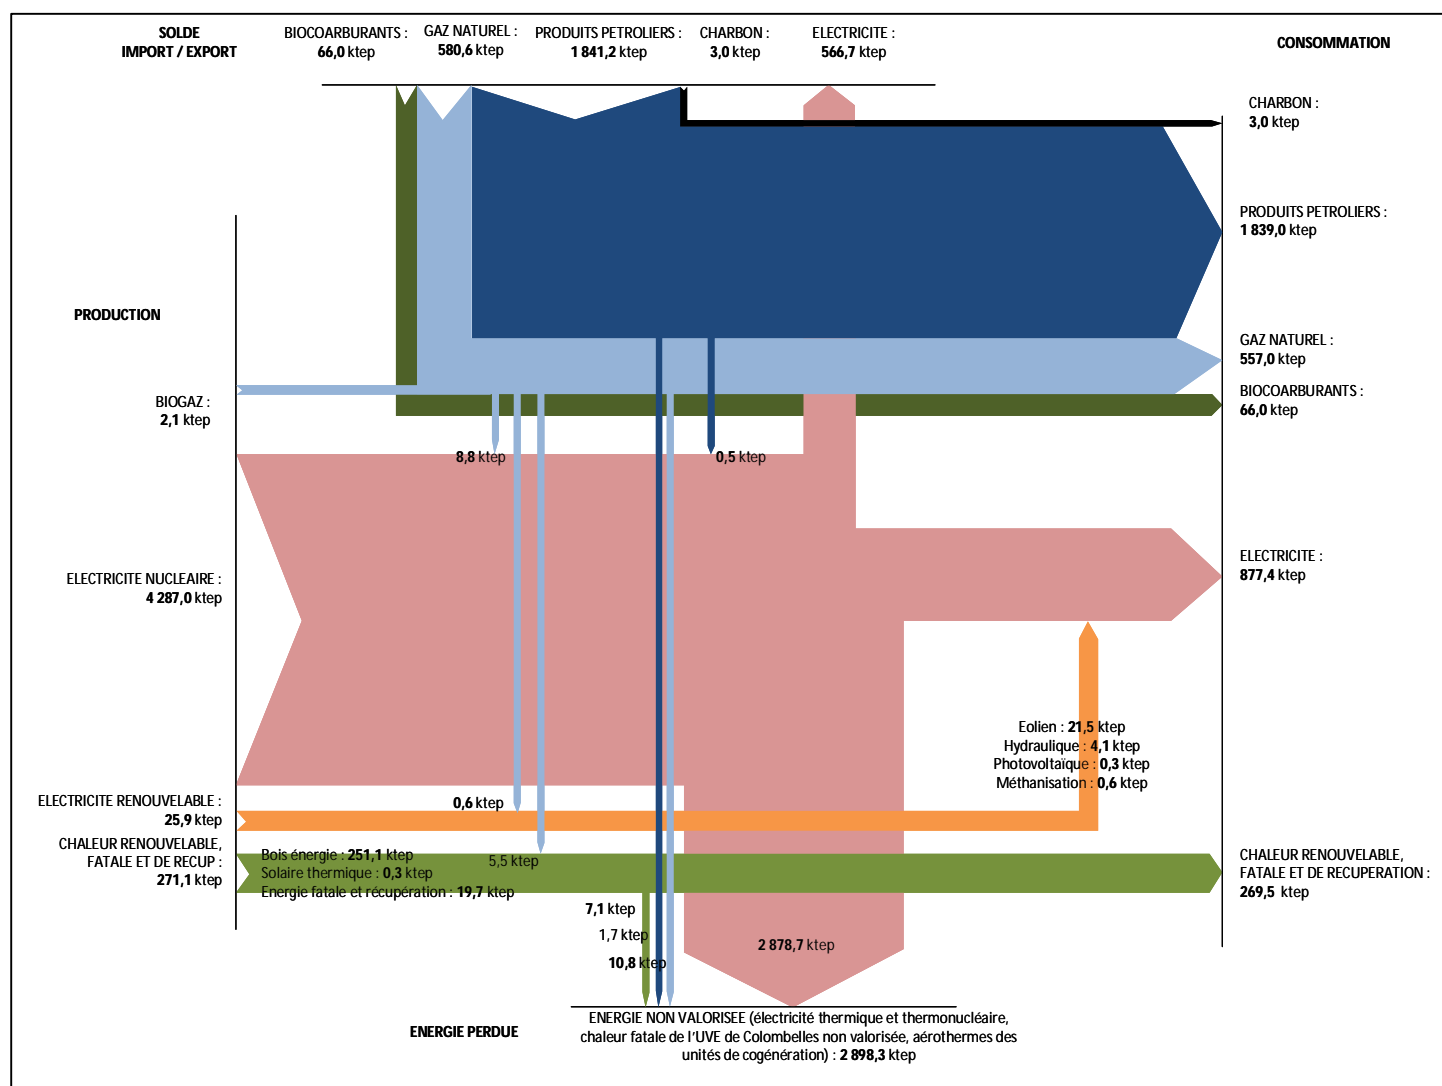 SOLDE
IMPORT / EXPORT
BIOCOARBURANTS :
66,0 ktep
GAZ NATUREL :
580,6 ktep
PRODUITS PETROLIERS :
1 841,2 ktep
CHARBON :
3,0 ktep
ELECTRICITE :
566,7 ktep
CONSOMMATION
CHARBON :
3,0 ktep
PRODUITS PETROLIERS :
1 839,0 ktep
PRODUCTION
GAZ NATUREL :
557,0 ktep
BIOCOARBURANTS :
66,0 ktep
BIOGAZ :
2,1 ktep
8,8 ktep
0,5 ktep
ELECTRICITE NUCLEAIRE :
4 287,0 ktep
ELECTRICITE :
877,4 ktep
Eolien : 21,5 ktep
Hydraulique : 4,1 ktep
Photovoltaïque : 0,3 ktep
Méthanisation : 0,6 ktep
ELECTRICITE RENOUVELABLE :
25,9 ktep
0,6 ktep
CHALEUR RENOUVELABLE,
FATALE ET DE RECUP :
271,1 ktep
Bois énergie : 251,1 ktep
Solaire thermique : 0,3 ktep
Energie fatale et récupération : 19,7 ktep
5,5 ktep
CHALEUR RENOUVELABLE,
FATALE ET DE RECUPERATION :
269,5 ktep
7,1 ktep
1,7 ktep
10,8 ktep
2 878,7 ktep
ENERGIE PERDUE
ENERGIE NON VALORISEE (électricité thermique et thermonucléaire,
chaleur fatale de l'UVE de Colombelles non valorisée, aérothermes des
unités de cogénération) : 2 898,3 ktep